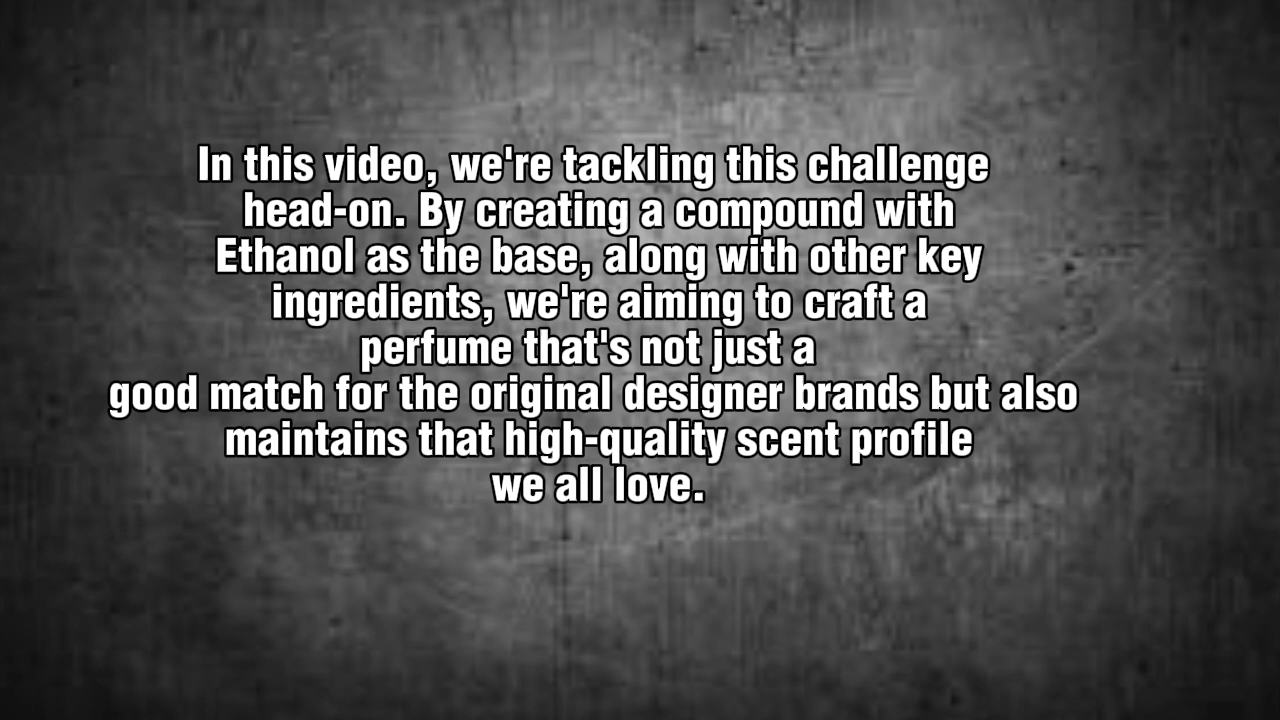 In this video, we're tackling this challenge
head-on. By creating a compound with
Ethanol as the base, along with other key
ingredients, we're aiming to craft a
perfume that's not just a
good match for the original designer brands but also
maintains that high-quality scent profile
we all love.